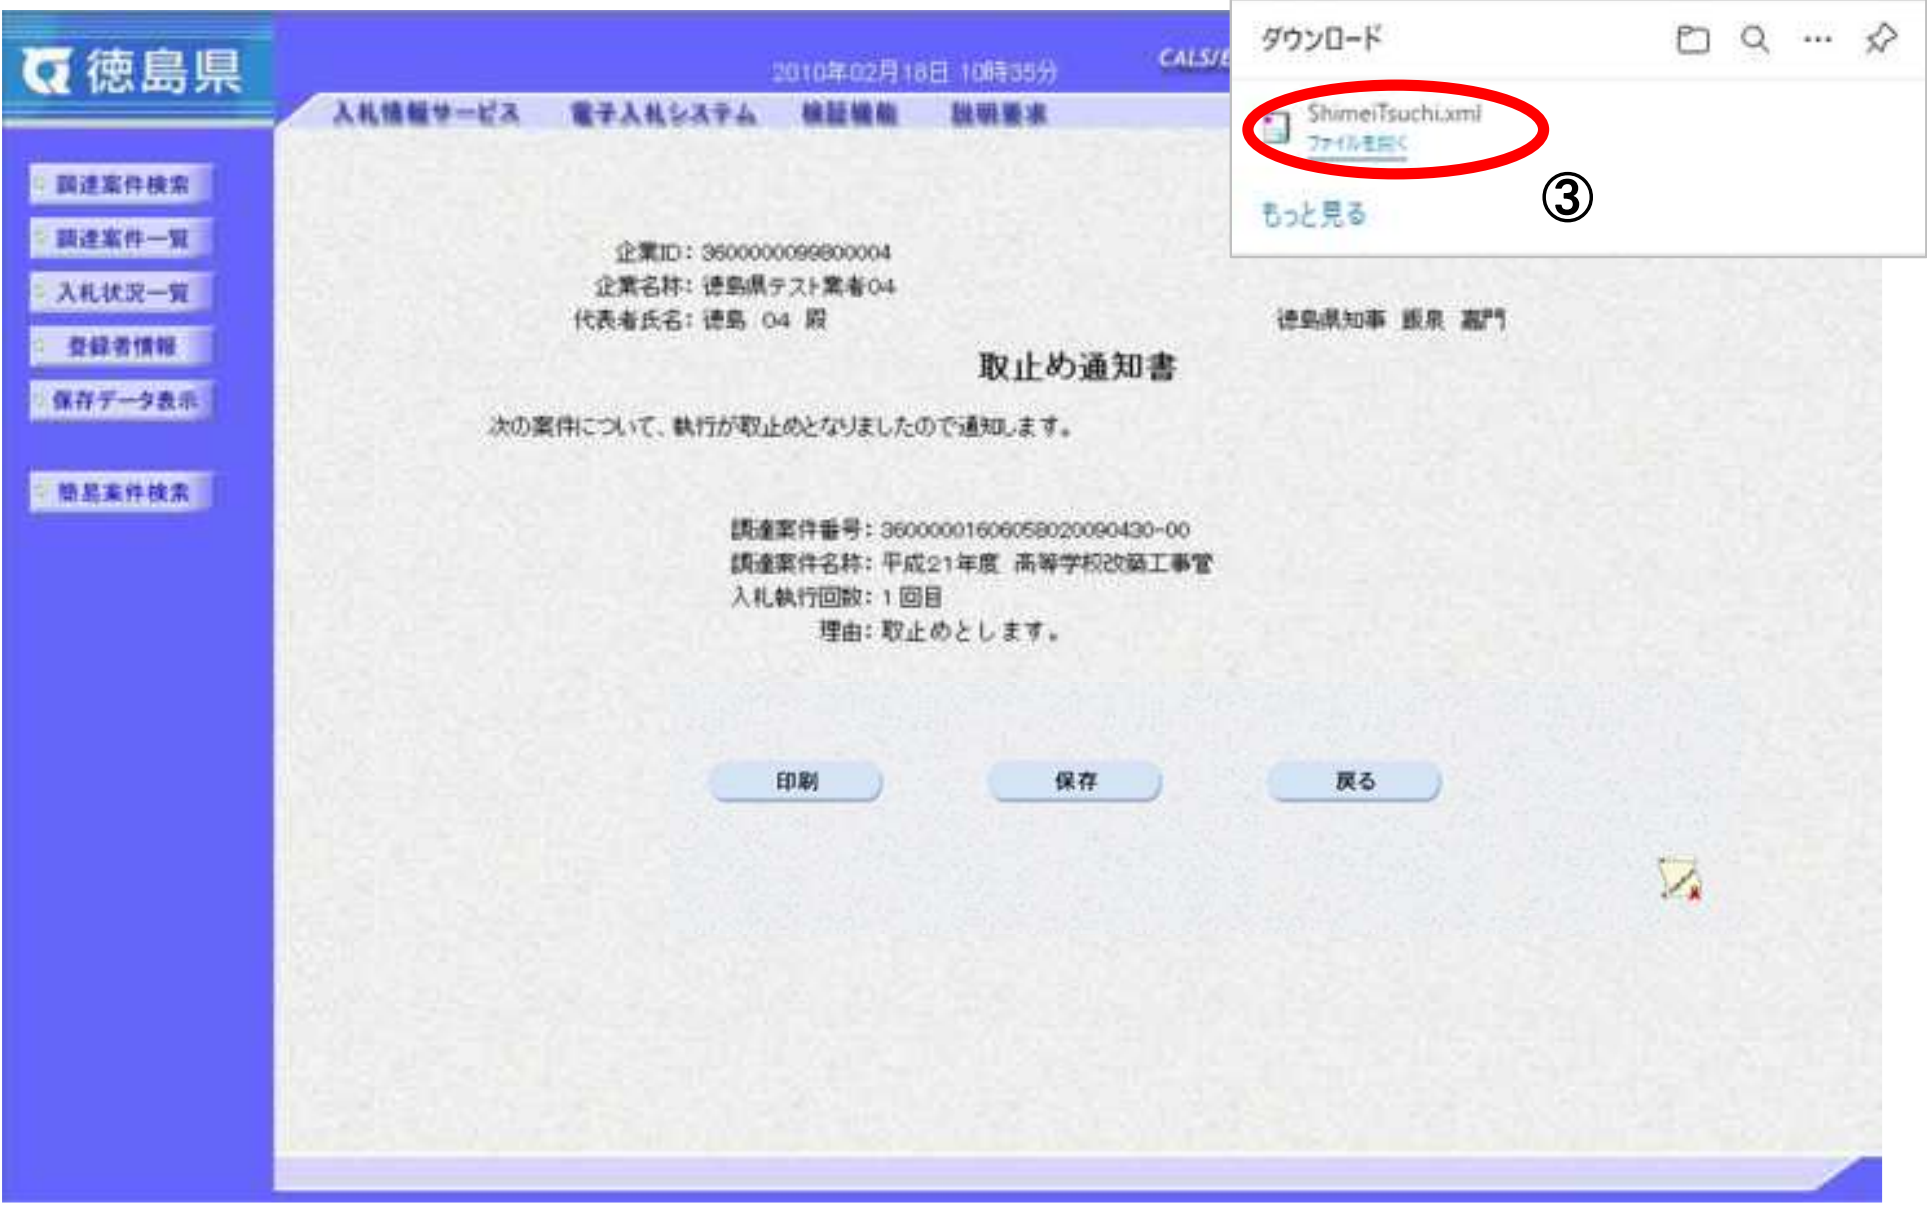 徳島県
2010年02月18日 10時35分
CALS/E
入札情報サービス 電子入札システム 検証機能 説明要求
ダウンロード
ShimeiTsuchi.xml
ファイルを開く
③
もっと見る
調達案件検索
調達案件一覧
入札状況一覧
登録者情報
保存データ表示
簡易案件検索
企業ID：3600000099800004
企業名称：徳島県テスト業者04
代表者氏名：徳島 04 殿
徳島県知事 飯泉 嘉門
取止め通知書
次の案件について、執行が取止めとなりましたので通知します。
調達案件番号：3600000160605802009​0430-00
調達案件名称：平成21年度 高等学校改築工事管
入札執行回数：1 回目
理由：取止めとします。
印刷
保存
戻る